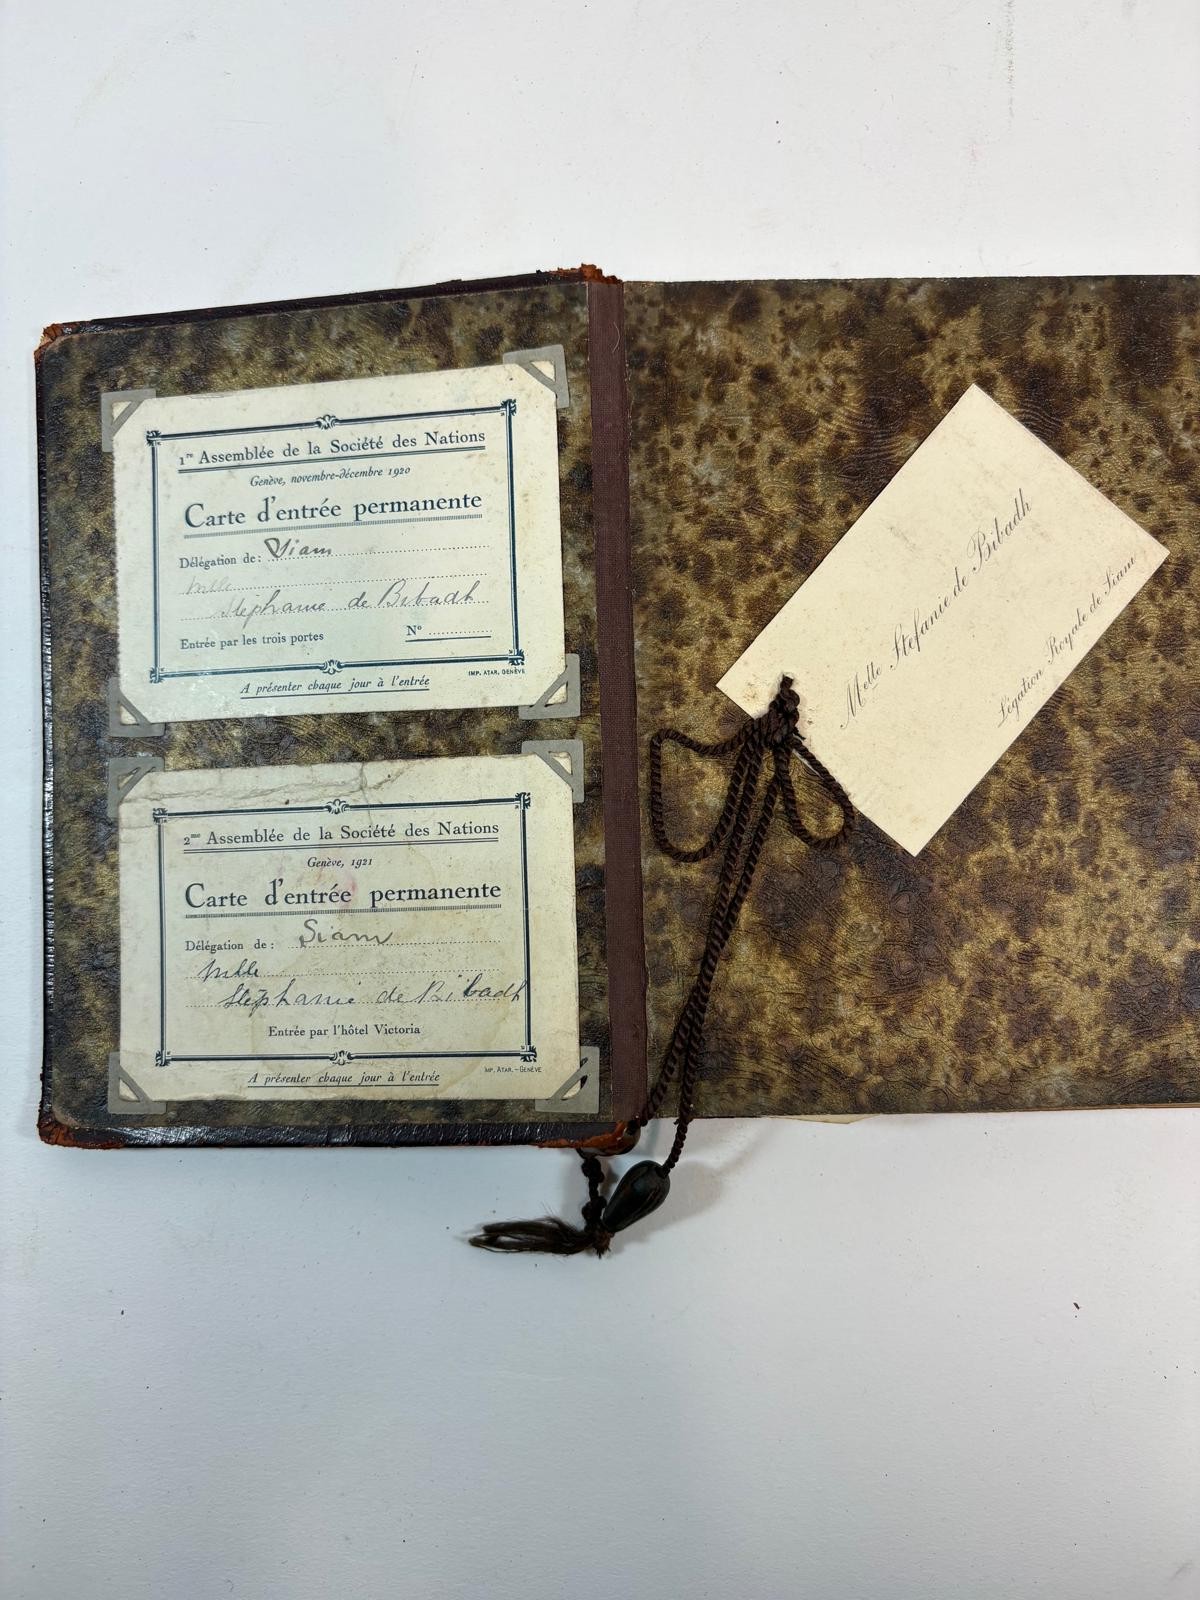 1re Assemblée de la Société des Nations
Genève, novembre-décembre 1920
Carte d'entrée permanente
Délégation de: Siam
Mlle
Stéphanie de Bibadh
Entrée par les trois portes Nº
IMP. ATAR, GENÈVE
A présenter chaque jour à l'entrée
2me Assemblée de la Société des Nations
Genève, 1921
Carte d'entrée permanente
Délégation de: Siam
Mlle
Stéphanie de Bibadh
Entrée par l'hôtel Victoria
IMP. ATAR.-GENÈVE
A présenter chaque jour à l'entrée
Melle Stefanie de Bibadh
Légation Royale de Siam